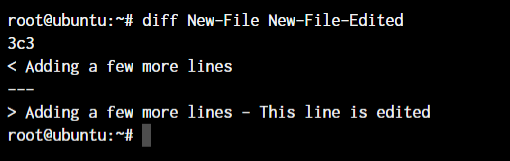 root@ubuntu:~# diff New-File New-File-Edited
3c3
< Adding a few more lines
---
> Adding a few more lines - This line is edited
root@ubuntu:~#